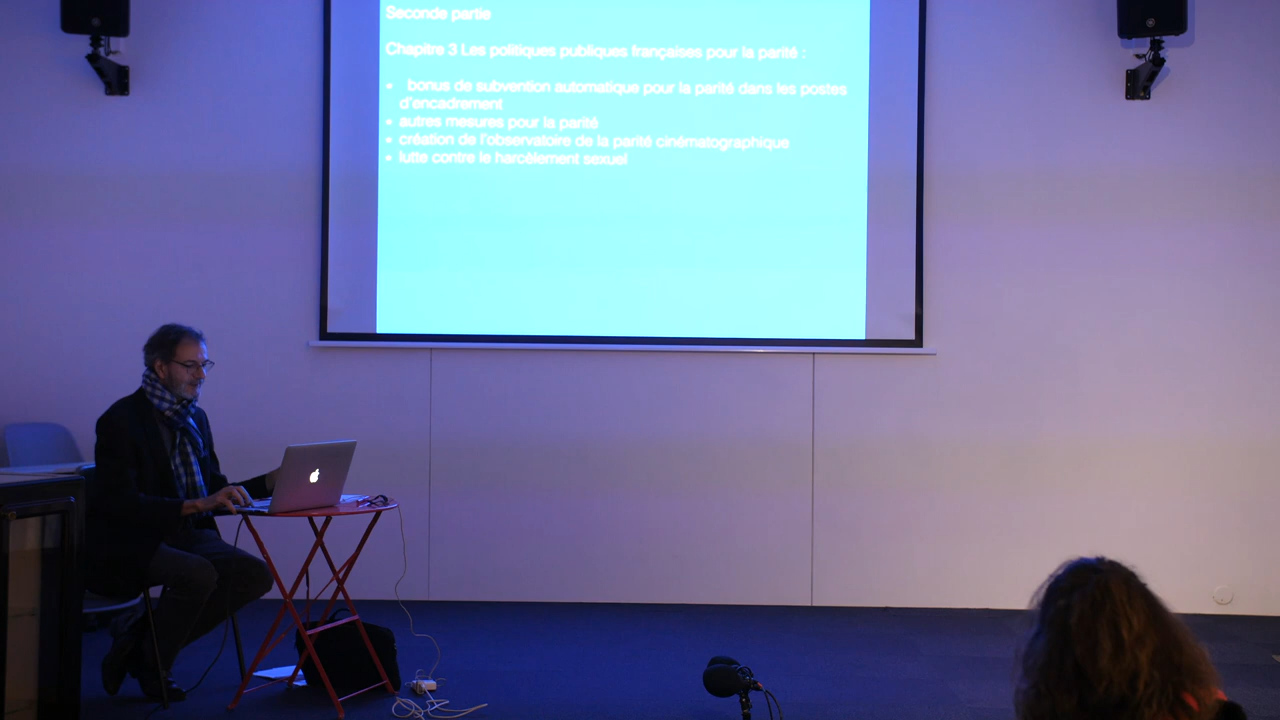 Seconde partie
Chapitre 3 Les politiques publiques françaises pour la parité :
• bonus de subvention automatique pour la parité dans les postes
d'encadrement
• autres mesures pour la parité
• création de l'observatoire de la parité cinématographique
• lutte contre le harcèlement sexuel